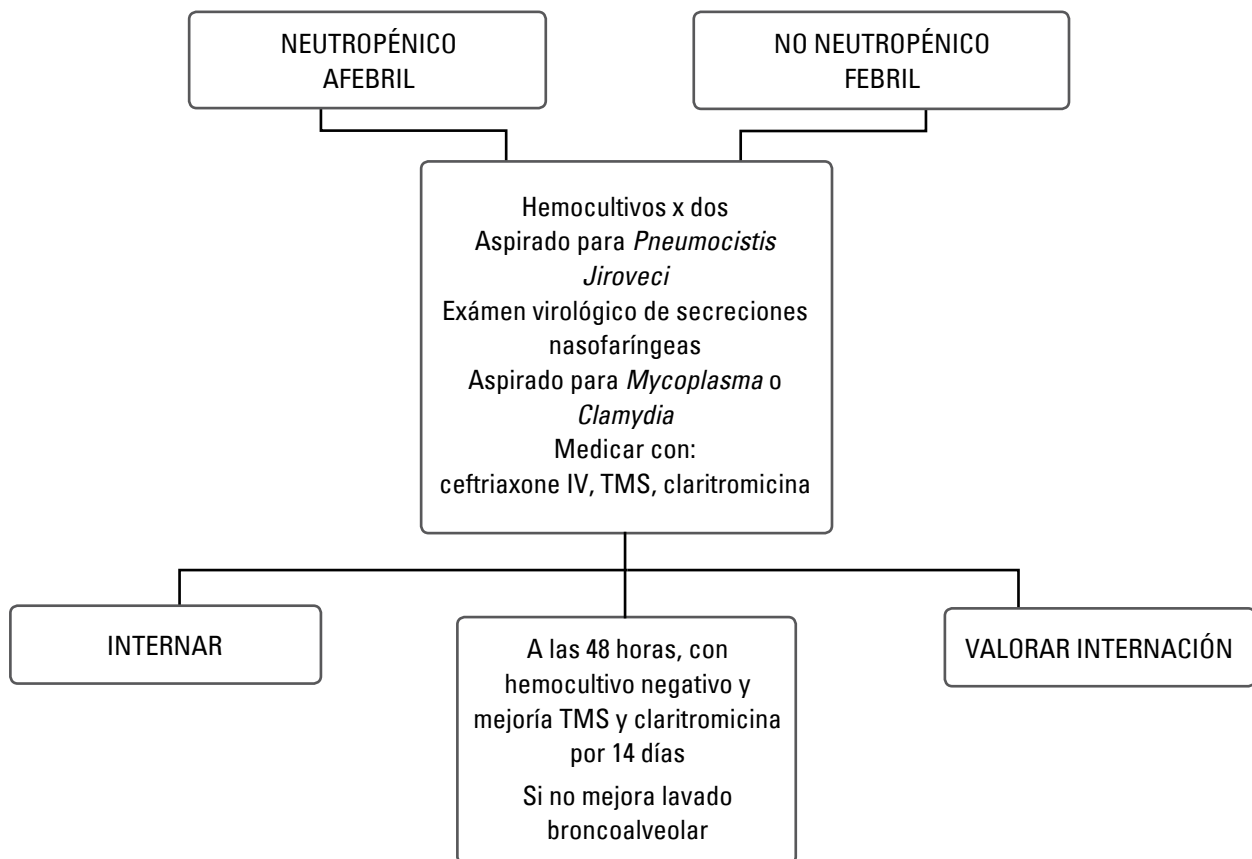 NEUTROPÉNICO
AFEBRIL
NO NEUTROPÉNICO
FEBRIL
Hemocultivos x dos
Aspirado para Pneumocistis
Jiroveci
Exámen virológico de secreciones
nasofaríngeas
Aspirado para Mycoplasma o
Clamydia
Medicar con:
ceftriaxone IV, TMS, claritromicina
INTERNAR
A las 48 horas, con
hemocultivo negativo y
mejoría TMS y claritromicina
por 14 días
Si no mejora lavado
broncoalveolar
VALORAR INTERNACIÓN